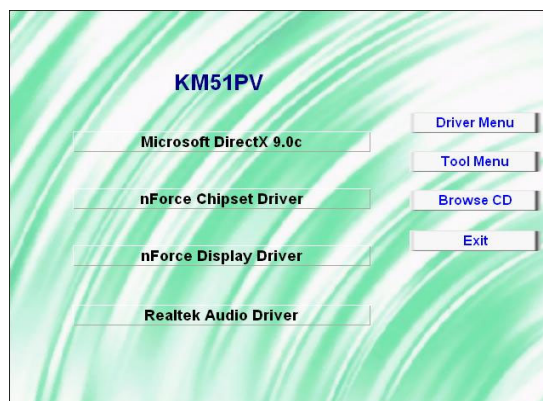 KM51PV
Microsoft DirectX 9.0c
nForce Chipset Driver
nForce Display Driver
Realtek Audio Driver
Driver Menu
Tool Menu
Browse CD
Exit